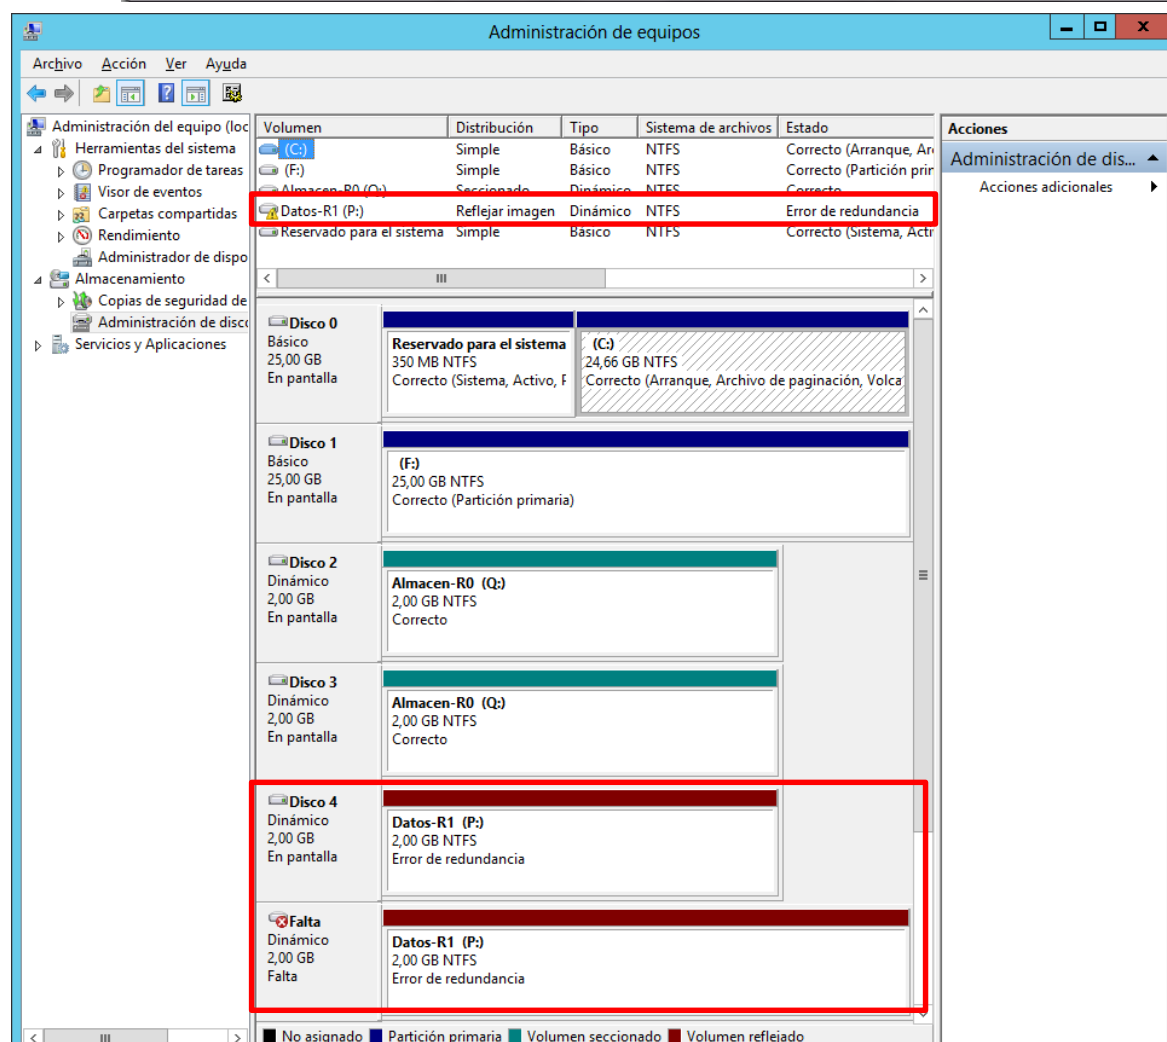 Administración de equipos
Archivo Acción Ver Ayuda
Administración del equipo (loc
Herramientas del sistema
Programador de tareas
Visor de eventos
Carpetas compartidas
Rendimiento
Administrador de dispo
Almacenamiento
Copias de seguridad de
Administración de disco
Servicios y Aplicaciones
Volumen Distribución Tipo Sistema de archivos Estado
(C:) Simple Básico NTFS Correcto (Arranque, Ar
(F:) Simple Básico NTFS Correcto (Partición prir
Almacen-R0 (Q:) Seccionado Dinámico NTFS Correcto
Datos-R1 (P:) Reflejar imagen Dinámico NTFS Error de redundancia
Reservado para el sistema Simple Básico NTFS Correcto (Sistema, Acti
Disco 0
Básico
25,00 GB
En pantalla
Reservado para el sistema
350 MB NTFS
Correcto (Sistema, Activo, F
(C:)
24,66 GB NTFS
Correcto (Arranque, Archivo de paginación, Volca
Disco 1
Básico
25,00 GB
En pantalla
(F:)
25,00 GB NTFS
Correcto (Partición primaria)
Disco 2
Dinámico
2,00 GB
En pantalla
Almacen-R0 (Q:)
2,00 GB NTFS
Correcto
Disco 3
Dinámico
2,00 GB
En pantalla
Almacen-R0 (Q:)
2,00 GB NTFS
Correcto
Disco 4
Dinámico
2,00 GB
En pantalla
Datos-R1 (P:)
2,00 GB NTFS
Error de redundancia
Falta
Dinámico
2,00 GB
Falta
Datos-R1 (P:)
2,00 GB NTFS
Error de redundancia
No asignado Partición primaria Volumen seccionado Volumen reflejado
Acciones
Administración de dis...
Acciones adicionales